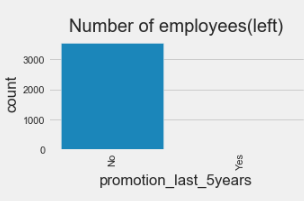 Number of employees(left)
3000
2000
1000
0
count
No
Yes
promotion_last_5years